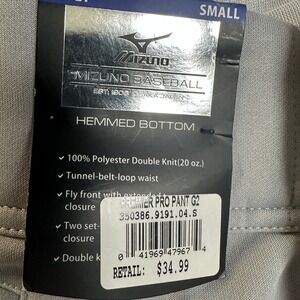 SMALL
MIZUNO
MIZUNO BASEBALL
EST. 1906
HEMMED BOTTOM
✓ 100% Polyester Double Knit(20 oz.)
✓ Tunnel-belt-loop waist
✓ Fly front with
closure
✓ Two set-
closure
✓ Double
PREMIER PRO PANT G2
350386.9191.04.S
0 41969 47967 4
RETAIL: $34.99